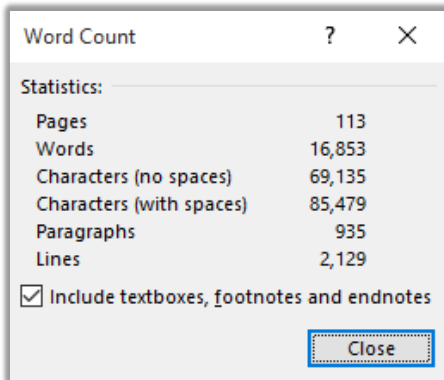 Word Count ? ×
Statistics:
Pages 113
Words 16,853
Characters (no spaces) 69,135
Characters (with spaces) 85,479
Paragraphs 935
Lines 2,129
Include textboxes, footnotes and endnotes
Close